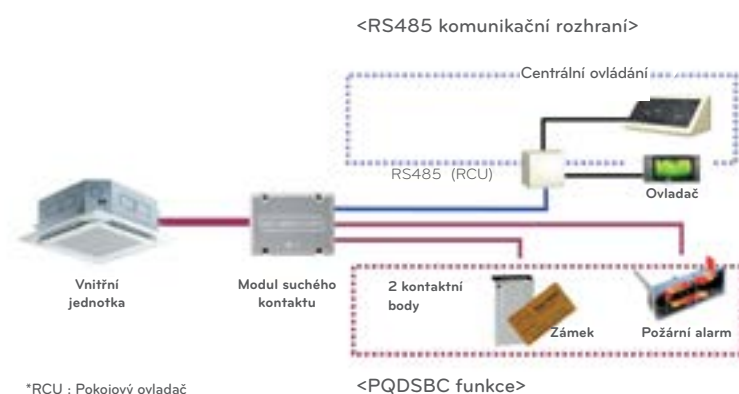 <RS485 komunikační rozhraní>
Centrální ovládání
RS485 (RCU)
Ovladač
Vnitřní
jednotka
Modul suchého
kontaktu
2 kontaktní
body
Zámek
Požární alarm
*RCU : Pokojový ovladač
<PQDSBC funkce>